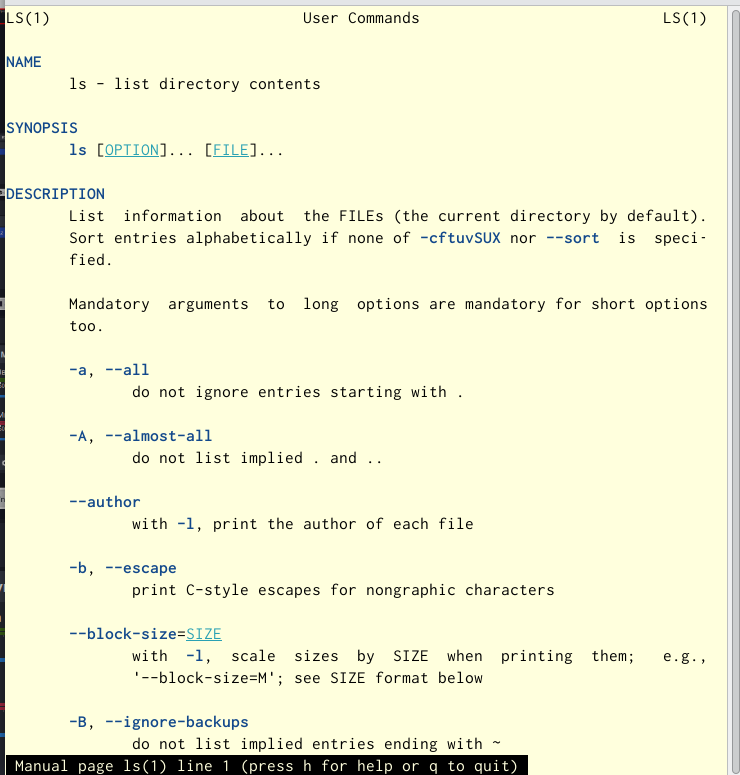 LS(1) User Commands LS(1)
NAME
ls - list directory contents
SYNOPSIS
ls [OPTION]... [FILE]...
DESCRIPTION
List information about the FILEs (the current directory by default).
Sort entries alphabetically if none of -cftuvSUX nor --sort is speci-
fied.
Mandatory arguments to long options are mandatory for short options
too.
-a, --all
do not ignore entries starting with .
-A, --almost-all
do not list implied . and ..
--author
with -l, print the author of each file
-b, --escape
print C-style escapes for nongraphic characters
--block-size=SIZE
with -l, scale sizes by SIZE when printing them; e.g.,
'--block-size=M'; see SIZE format below
-B, --ignore-backups
do not list implied entries ending with ~
Manual page ls(1) line 1 (press h for help or q to quit)